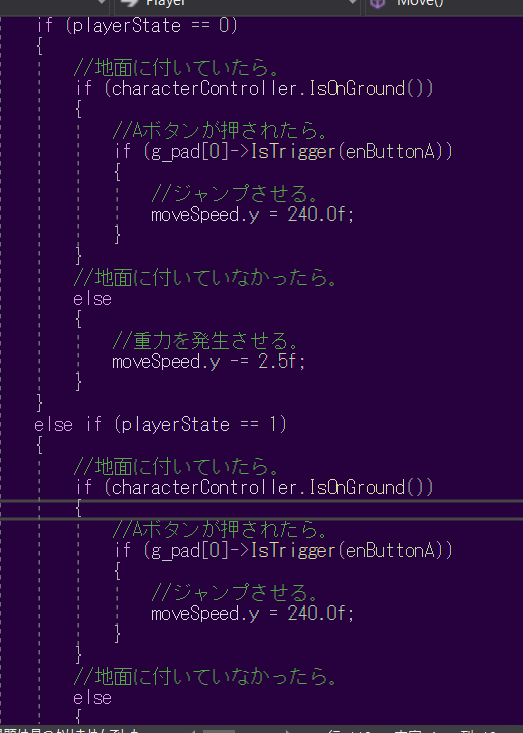 Player
Move()
if (playerState == 0)
{
//地面に付いていたら。
if (characterController.IsOnGround())
{
//Aボタンが押されたら。
if (g_pad[0]->IsTrigger(enButtonA))
{
//ジャンプさせる。
moveSpeed.y = 240.0f;
}
}
//地面に付いていなかったら。
else
{
//重力を発生させる。
moveSpeed.y -= 2.5f;
}
}
else if (playerState == 1)
{
//地面に付いていたら。
if (characterController.IsOnGround())
{
//Aボタンが押されたら。
if (g_pad[0]->IsTrigger(enButtonA))
{
//ジャンプさせる。
moveSpeed.y = 240.0f;
}
}
//地面に付いていなかったら。
else
{